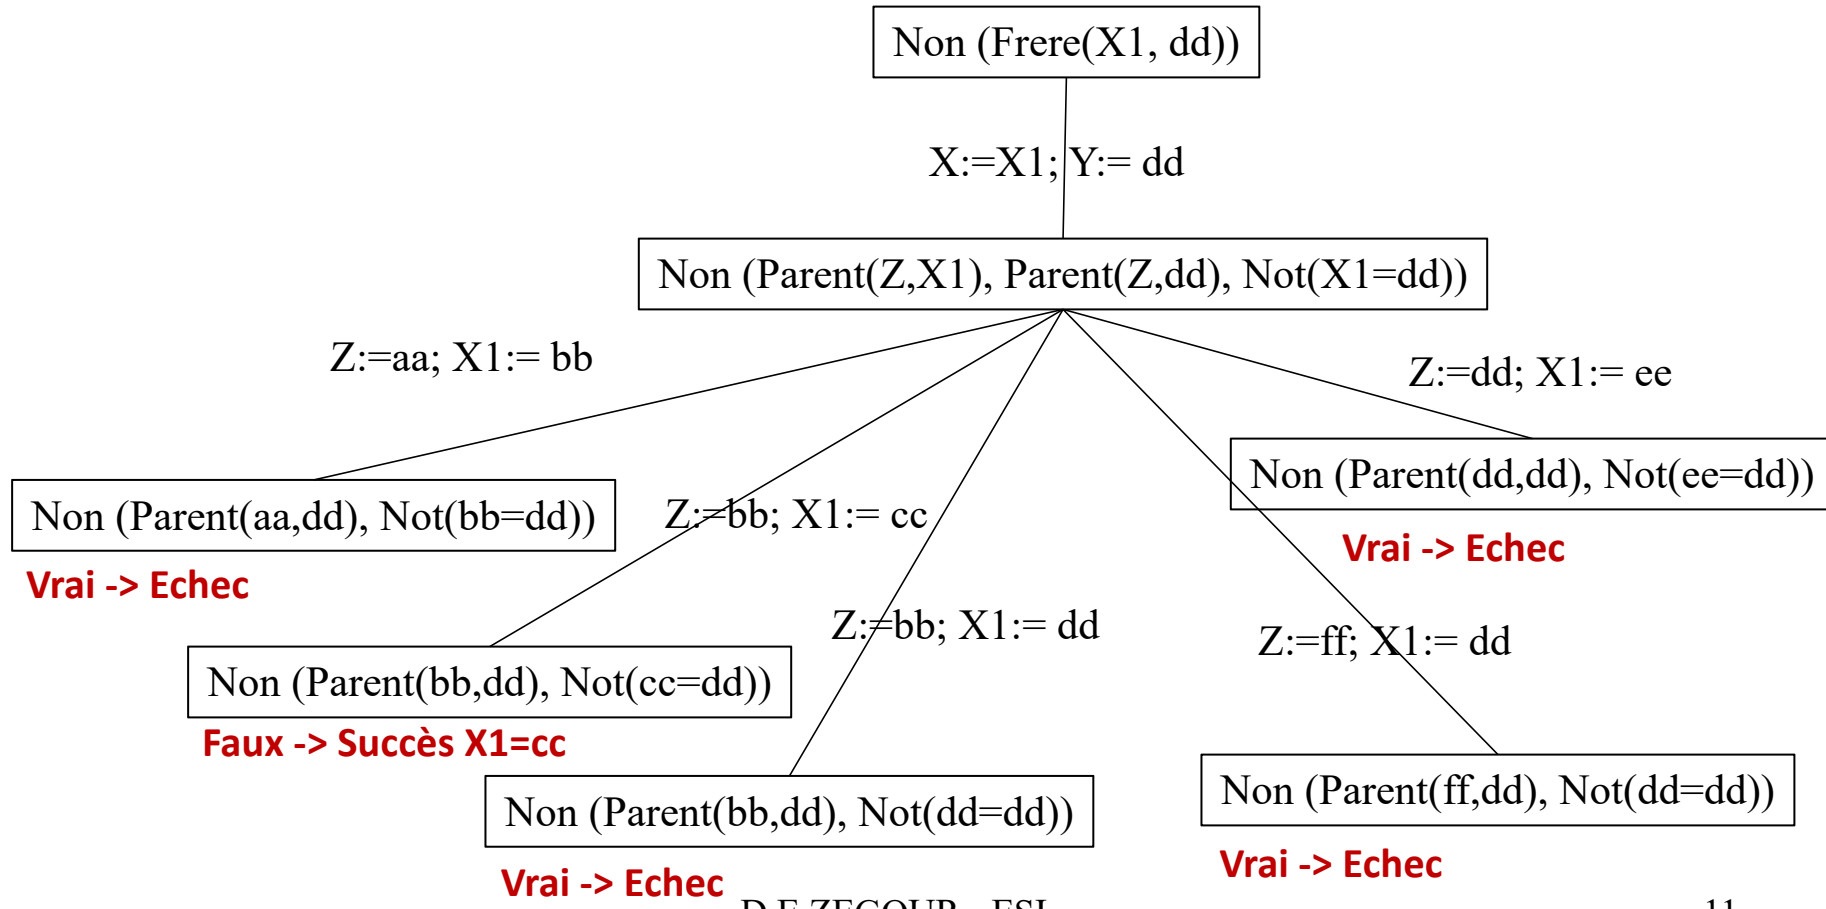 Non (Frere(X1, dd))
X:=X1; Y:= dd
Non (Parent(Z,X1), Parent(Z,dd), Not(X1=dd))
Z:=aa; X1:= bb
Z:=dd; X1:= ee
Non (Parent(dd,dd), Not(ee=dd))
Vrai -> Echec
Non (Parent(aa,dd), Not(bb=dd))
Vrai -> Echec
Z:=bb; X1:= cc
Z:=bb; X1:= dd
Z:=ff; X1:= dd
Non (Parent(bb,dd), Not(cc=dd))
Faux -> Succès X1=cc
Non (Parent(bb,dd), Not(dd=dd))
Vrai -> Echec
Non (Parent(ff,dd), Not(dd=dd))
Vrai -> Echec